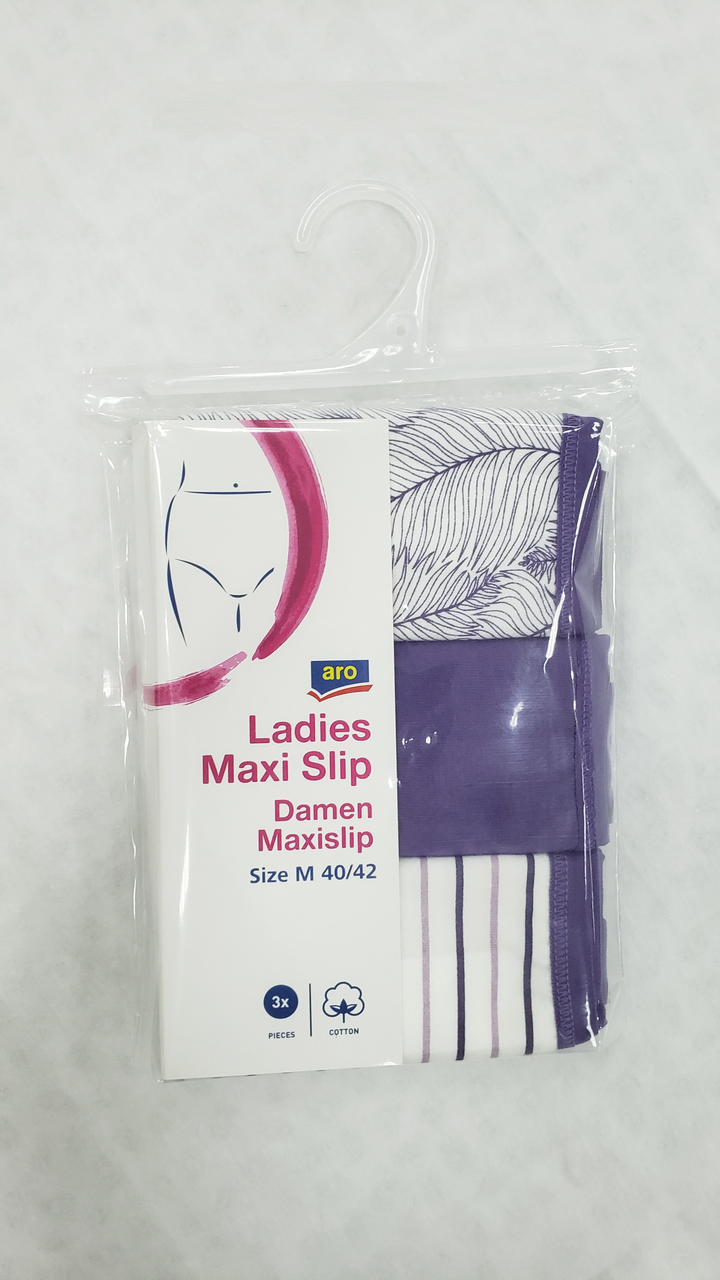 aro
Ladies
Maxi Slip
Damen
Maxislip
Size M 40/42
3x
PIECES
COTTON